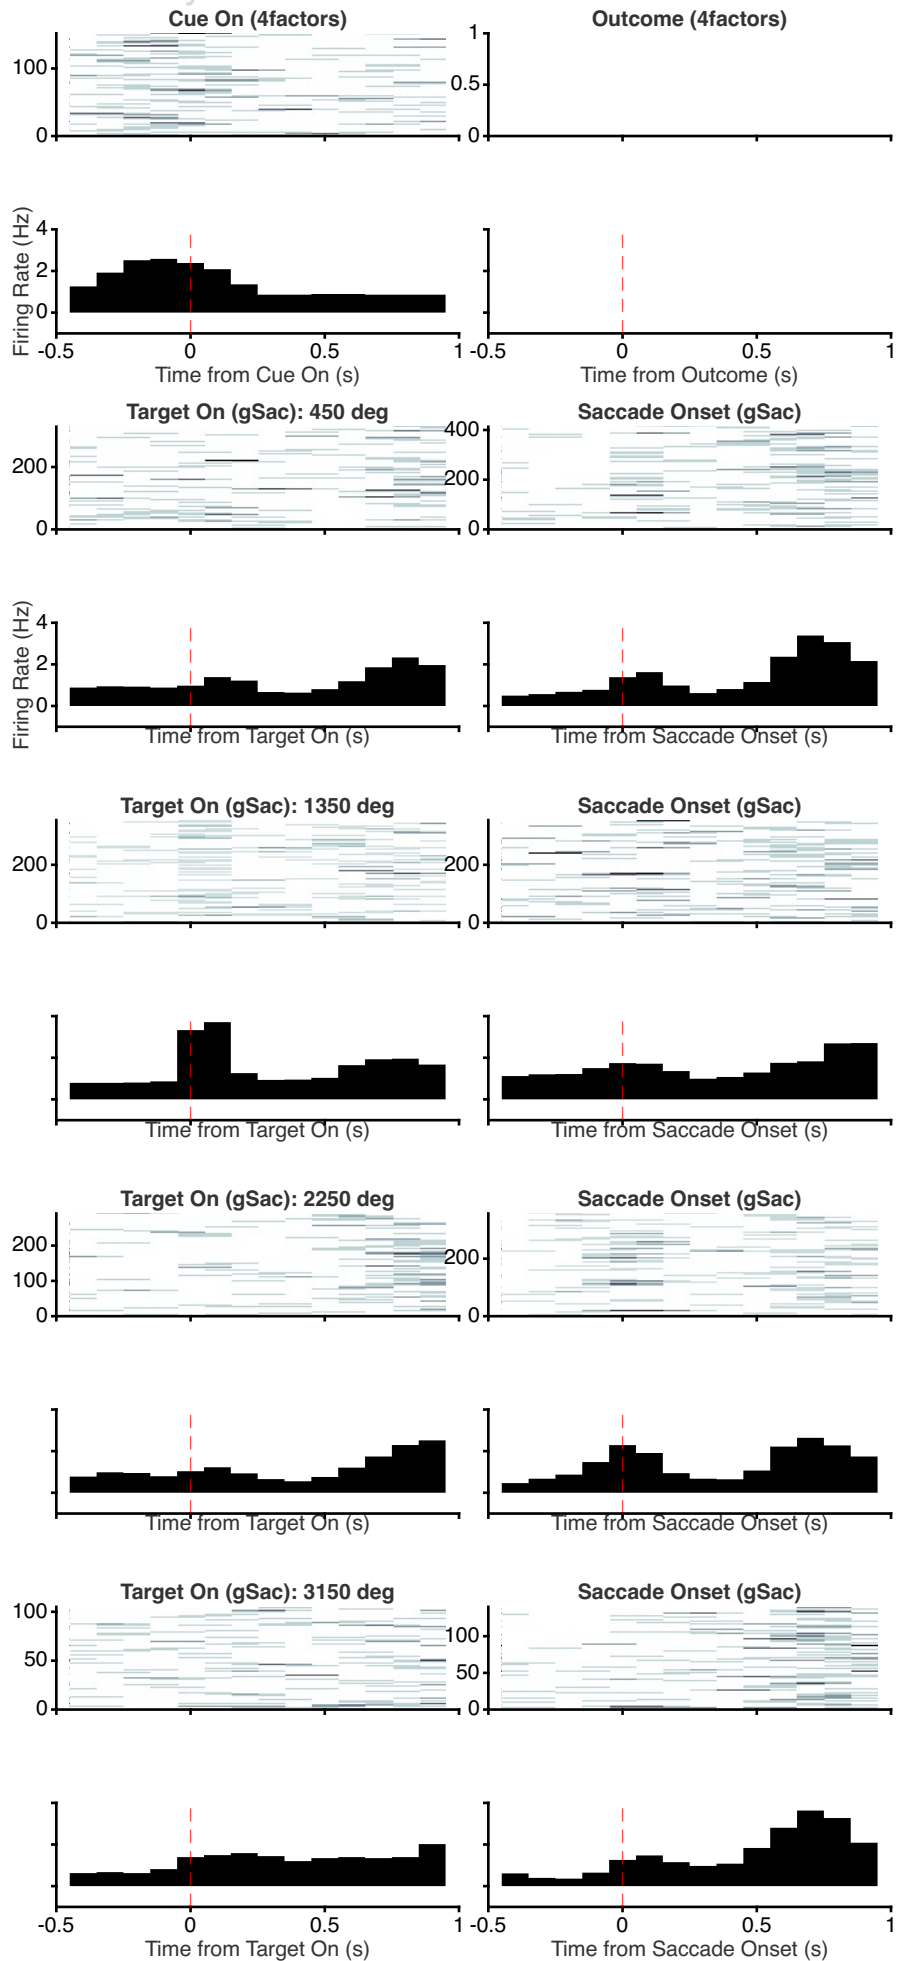 Cue On (4factors) Outcome (4factors)
100
0
1
0.5
0
Firing Rate (Hz)
4
2
0
-0.5 0 0.5 1 -0.5 0 0.5 1
Time from Cue On (s) Time from Outcome (s)
Target On (gSac): 450 deg Saccade Onset (gSac)
200
0
400
200
0
Firing Rate (Hz)
4
2
0
Time from Target On (s) Time from Saccade Onset (s)
Target On (gSac): 1350 deg Saccade Onset (gSac)
200
0
200
0
Time from Target On (s) Time from Saccade Onset (s)
Target On (gSac): 2250 deg Saccade Onset (gSac)
200
100
0
200
0
Time from Target On (s) Time from Saccade Onset (s)
Target On (gSac): 3150 deg Saccade Onset (gSac)
100
50
0
100
50
0
-0.5 0 0.5 1 -0.5 0 0.5 1
Time from Target On (s) Time from Saccade Onset (s)